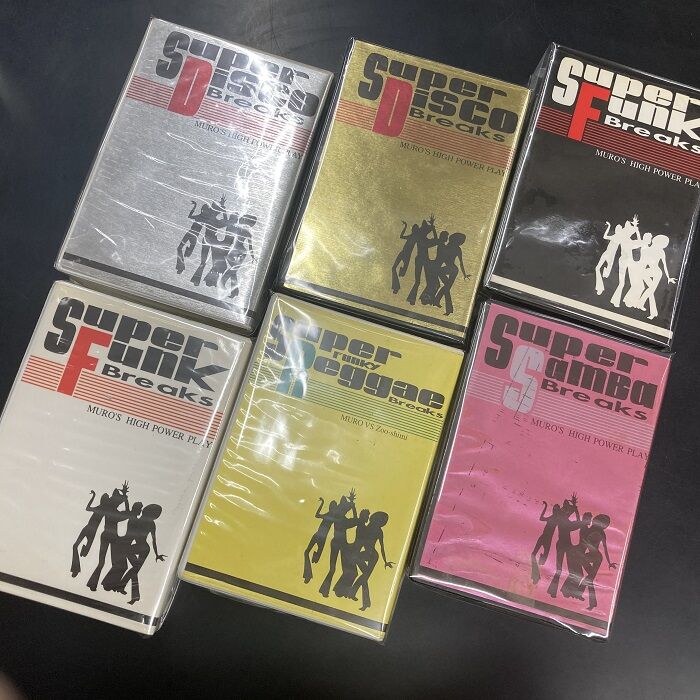 Super
Disco
Breaks
MURO'S HIGH POWER PLAY
Super
Disco
Breaks
MURO'S HIGH POWER PLAY
Super
Funk
Breaks
MURO'S HIGH POWER PLAY
Super
Funk
Breaks
MURO'S HIGH POWER PLAY
Super
Funky
Reggae
Breaks
MURO VS Zoo-shimi
Super
Samba
Breaks
MURO'S HIGH POWER PLAY